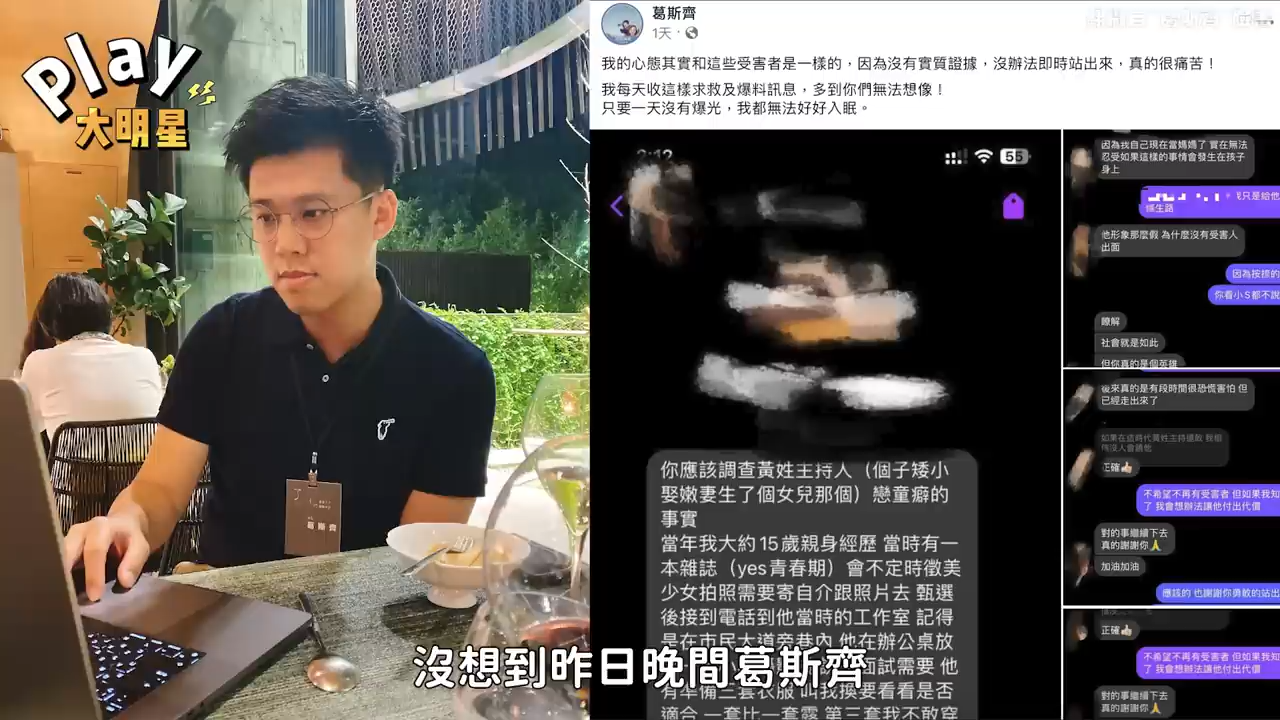 Play
大明星
葛斯齊
葛斯齊
1天
我的心態其實和這些受害者是一樣的，因為沒有實質證據，沒辦法即時站出來，真的很痛苦！
我每天收這樣求救及爆料訊息，多到你們無法想像！
只要一天沒有爆光，我都無法好好入眠。
55
你應該調查黃姓主持人（個子矮小
娶嫩妻生了個女兒那個）戀童癖的
事實
當年我大約15歲親身經歷 當時有一
本雜誌（yes青春期）會不定時徵美
少女拍照需要寄自介跟照片去 甄選
後接到電話到他當時的工作室 記得
是在市民大道旁巷內 他在辦公桌放
面試需要 他
有準備三套衣服 叫我換要看看是否
適合 一套比一套露 第三套我不敢穿
因為我自己現在當媽媽了 實在無法
忍受如果這樣的事情會發生在孩子
身上
我只是給他
條生路
他形象那麼假 為什麼沒有受害人
出面
因為按捺的
你看小S都不說
瞭解
社會就是如此
但你真的是個英雄
後來真的是有段時間很恐慌害怕 但
已經走出來了
正確👍
不希望不再有受害者 但如果我知
了 我會想辦法讓他付出代價
對的事繼續下去
真的謝謝你🙏
加油加油
應該的 也謝謝你勇敢的站出
正確👍
不希望不再有受害者 但如果我知
了 我會想辦法讓他付出代價
對的事繼續下去
真的謝謝你🙏
沒想到昨日晚間葛斯齊